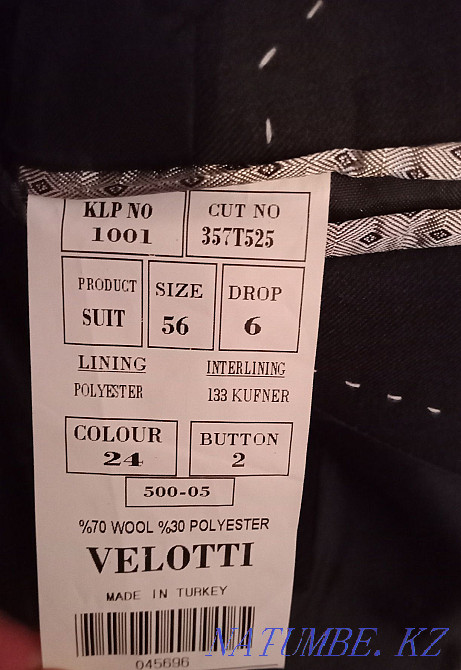 KLP NO
1001
CUT NO
357T525
PRODUCT
SUIT
SIZE
56
DROP
6
LINING
POLYESTER
INTERLINING
133 KUFNER
COLOUR
24
BUTTON
2
500-05
%70 WOOL %30 POLYESTER
VELOTTI
MADE IN TURKEY
045696
NATUMBE. KZ